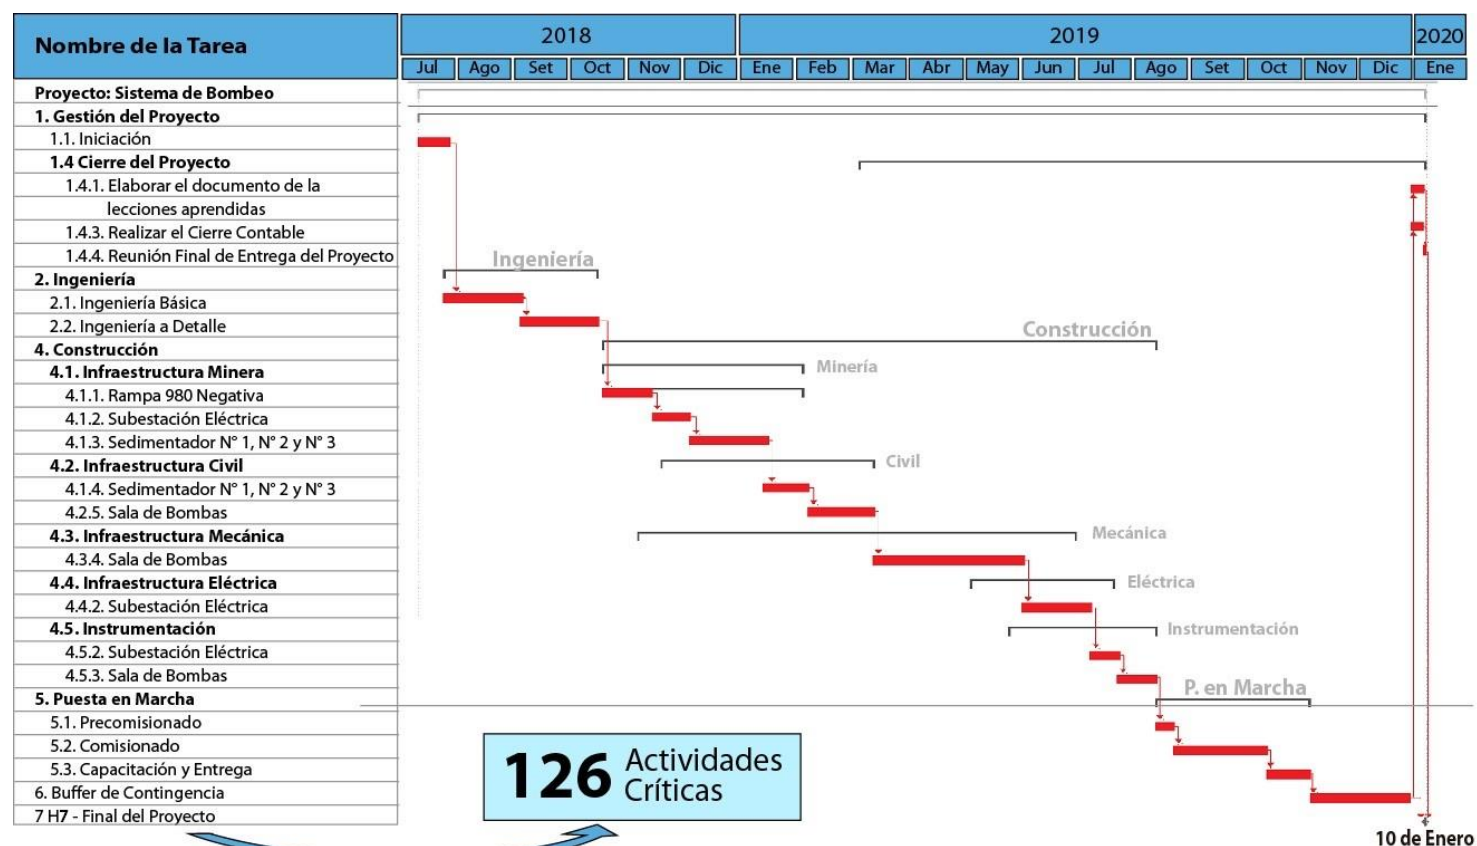 Nombre de la Tarea
2018
2019
2020
Jul Ago Set Oct Nov Dic Ene Feb Mar Abr May Jun Jul Ago Set Oct Nov Dic Ene
Proyecto: Sistema de Bombeo
1. Gestión del Proyecto
1.1. Iniciación
1.4 Cierre del Proyecto
1.4.1. Elaborar el documento de la
lecciones aprendidas
1.4.3. Realizar el Cierre Contable
1.4.4. Reunión Final de Entrega del Proyecto
Ingeniería
2. Ingeniería
2.1. Ingeniería Básica
2.2. Ingeniería a Detalle
Construcción
4. Construcción
4.1. Infraestructura Minera
Minería
4.1.1. Rampa 980 Negativa
4.1.2. Subestación Eléctrica
4.1.3. Sedimentador N° 1, N° 2 y N° 3
4.2. Infraestructura Civil
Civil
4.1.4. Sedimentador N° 1, N° 2 y N° 3
4.2.5. Sala de Bombas
4.3. Infraestructura Mecánica
Mecánica
4.3.4. Sala de Bombas
4.4. Infraestructura Eléctrica
Eléctrica
4.4.2. Subestación Eléctrica
4.5. Instrumentación
Instrumentación
4.5.2. Subestación Eléctrica
4.5.3. Sala de Bombas
P. en Marcha
5. Puesta en Marcha
5.1. Precomisionado
5.2. Comisionado
5.3. Capacitación y Entrega
6. Buffer de Contingencia
7 H7 - Final del Proyecto
126 Actividades
Críticas
10 de Enero